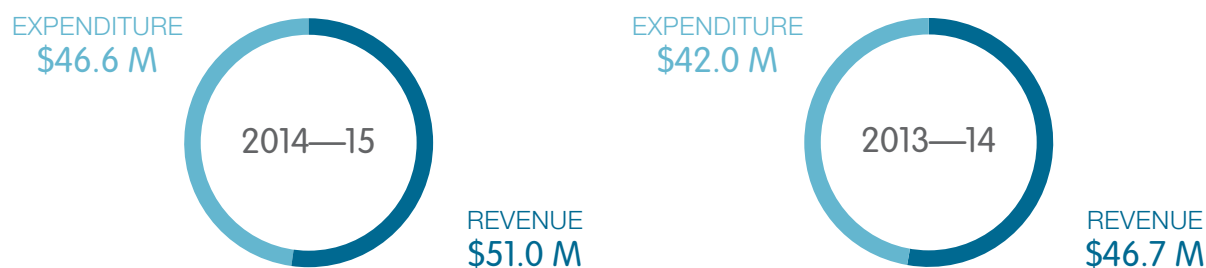 EXPENDITURE
$46.6 M
2014—15
REVENUE
$51.0 M
EXPENDITURE
$42.0 M
2013—14
REVENUE
$46.7 M